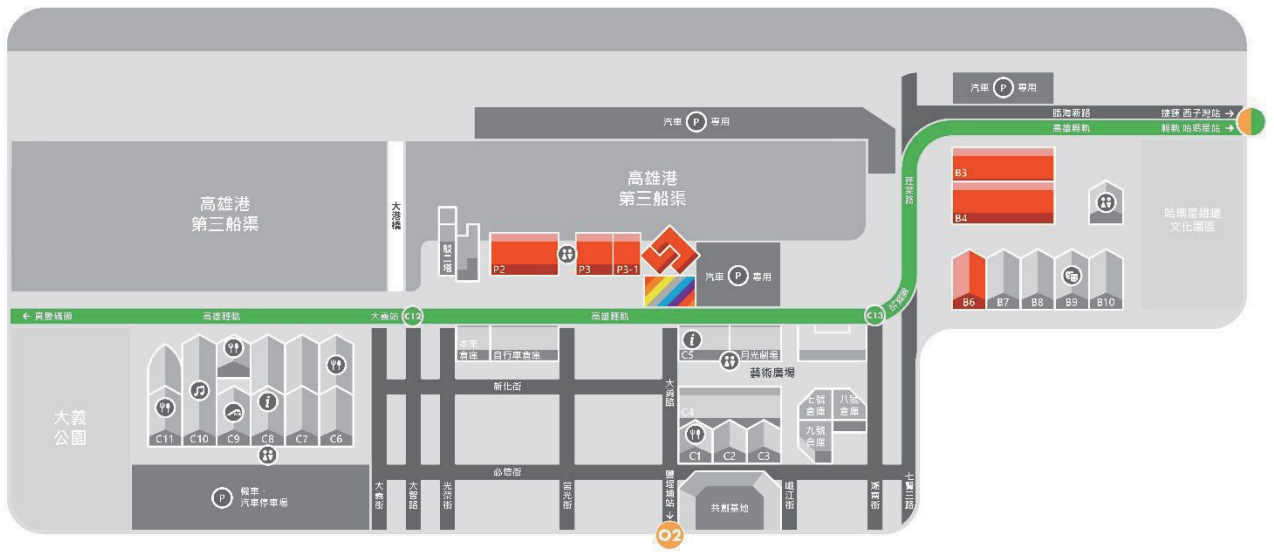 汽車 P 專用
臨海新路
捷運 西子灣站 →
高雄輕軌
輕軌 哈瑪星站 →
汽車 P 專用
蓬萊路
高雄港
第三船渠
大港橋
高雄港
第三船渠
駁二塔
P2
P3
P3-1
汽車 P 專用
B3
B4
哈瑪星鐵道
文化園區
B6
B7
B8
B9
B10
← 真愛碼頭
高雄輕軌
大義站
C12
高雄輕軌
C13
倉庫
自行車倉庫
C5
月光劇場
藝術廣場
大義
公園
C11
C10
C9
C8
C7
C6
新化街
大勇路
C4
C1
C2
C3
七號
倉庫
八號
倉庫
九號
倉庫
必信街
P
機車、
汽車停車場
大義街
大智路
光榮街
富光街
鹽埕埔站 →
O2
共創基地
七賢三路